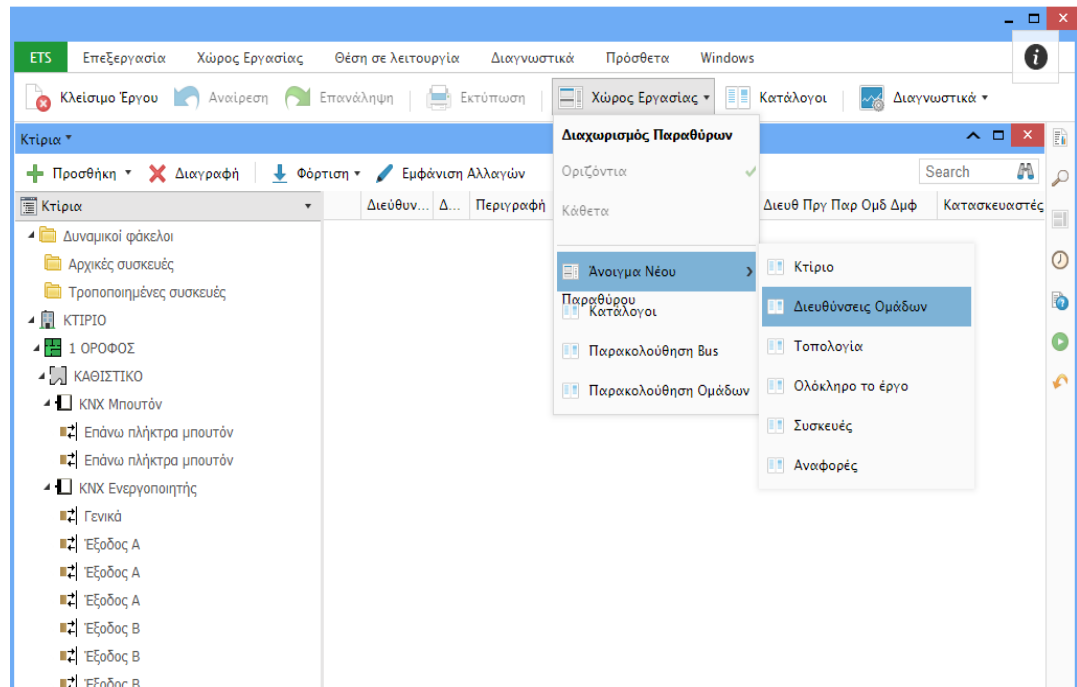 ETS Επεξεργασία Χώρος Εργασίας Θέση σε λειτουργία Διαγνωστικά Πρόσθετα Windows
Κλείσιμο Έργου Αναίρεση Επανάληψη Εκτύπωση Χώρος Εργασίας Κατάλογοι Διαγνωστικά
Κτίρια
Προσθήκη Διαγραφή Φόρτιση Εμφάνιση Αλλαγών Search
Κτίρια Διεύθυν... Δ... Περιγραφή Διευθ Πργ Παρ Ομδ Δμφ Κατασκευαστές
Δυναμικοί φάκελοι
Αρχικές συσκευές
Τροποποιημένες συσκευές
ΚΤΙΡΙΟ
1 ΟΡΟΦΟΣ
ΚΑΘΙΣΤΙΚΟ
KNX Μπουτόν
Επάνω πλήκτρα μπουτόν
Επάνω πλήκτρα μπουτόν
KNX Ενεργοποιητής
Γενικά
Έξοδος Α
Έξοδος Α
Έξοδος Α
Έξοδος Β
Έξοδος Β
Έξοδος Β
Διαχωρισμός Παραθύρων
Οριζόντια
Κάθετα
Άνοιγμα Νέου
Παραθύρου
Κατάλογοι
Παρακολούθηση Bus
Παρακολούθηση Ομάδων
Κτίριο
Διευθύνσεις Ομάδων
Τοπολογία
Ολόκληρο το έργο
Συσκευές
Αναφορές